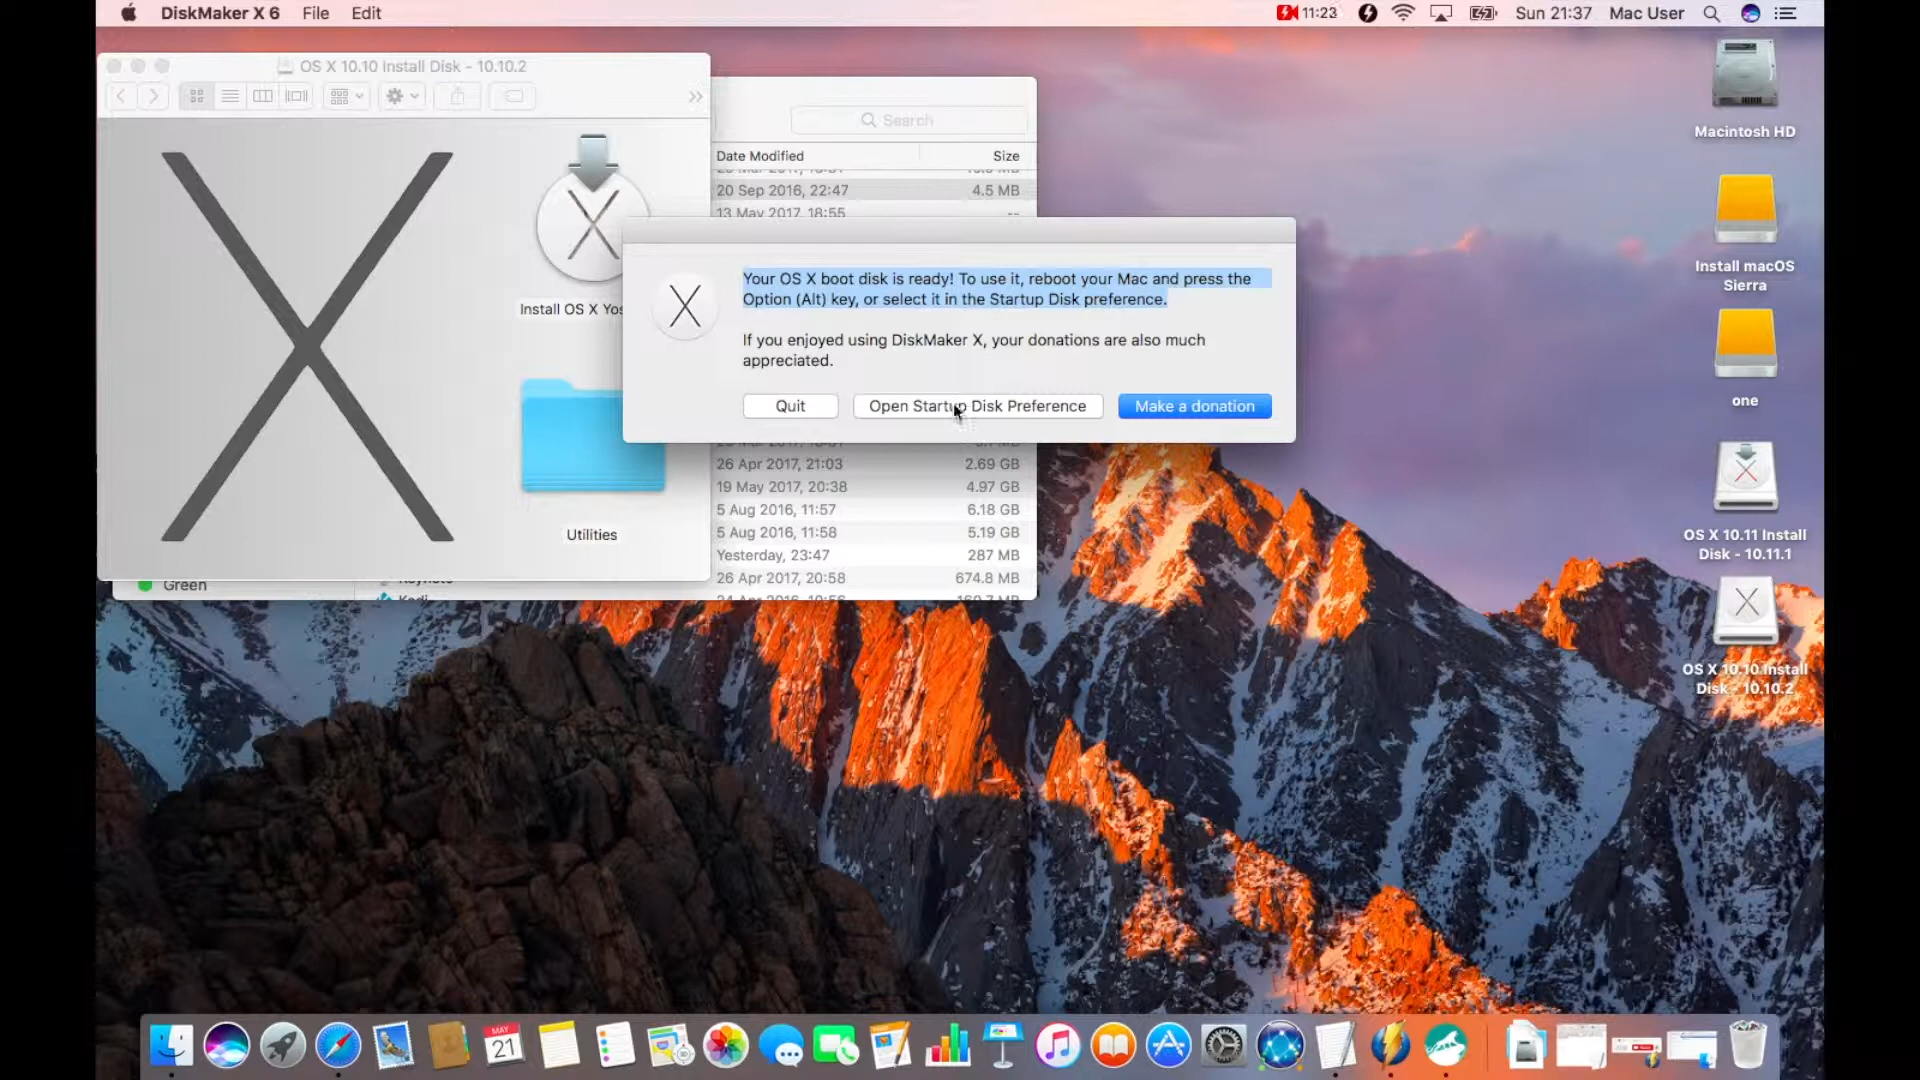 DiskMaker X 6 File Edit
11:23 Sun 21:37 Mac User
OS X 10.10 Install Disk - 10.10.2
Search
Date Modified Size
20 Sep 2016, 22:47 4.5 MB
13 May 2017, 18:55 --
Install OS X Yos
Utilities
Your OS X boot disk is ready! To use it, reboot your Mac and press the
Option (Alt) key, or select it in the Startup Disk preference.
If you enjoyed using DiskMaker X, your donations are also much
appreciated.
Quit Open Startup Disk Preference Make a donation
26 Apr 2017, 21:03 2.69 GB
19 May 2017, 20:38 4.97 GB
5 Aug 2016, 11:57 6.18 GB
5 Aug 2016, 11:58 5.19 GB
Yesterday, 23:47 287 MB
26 Apr 2017, 20:58 674.8 MB
Green
Macintosh HD
Install macOS
Sierra
one
OS X 10.11 Install
Disk - 10.11.1
OS X 10.10 Install
Disk - 10.10.2
MAY
21